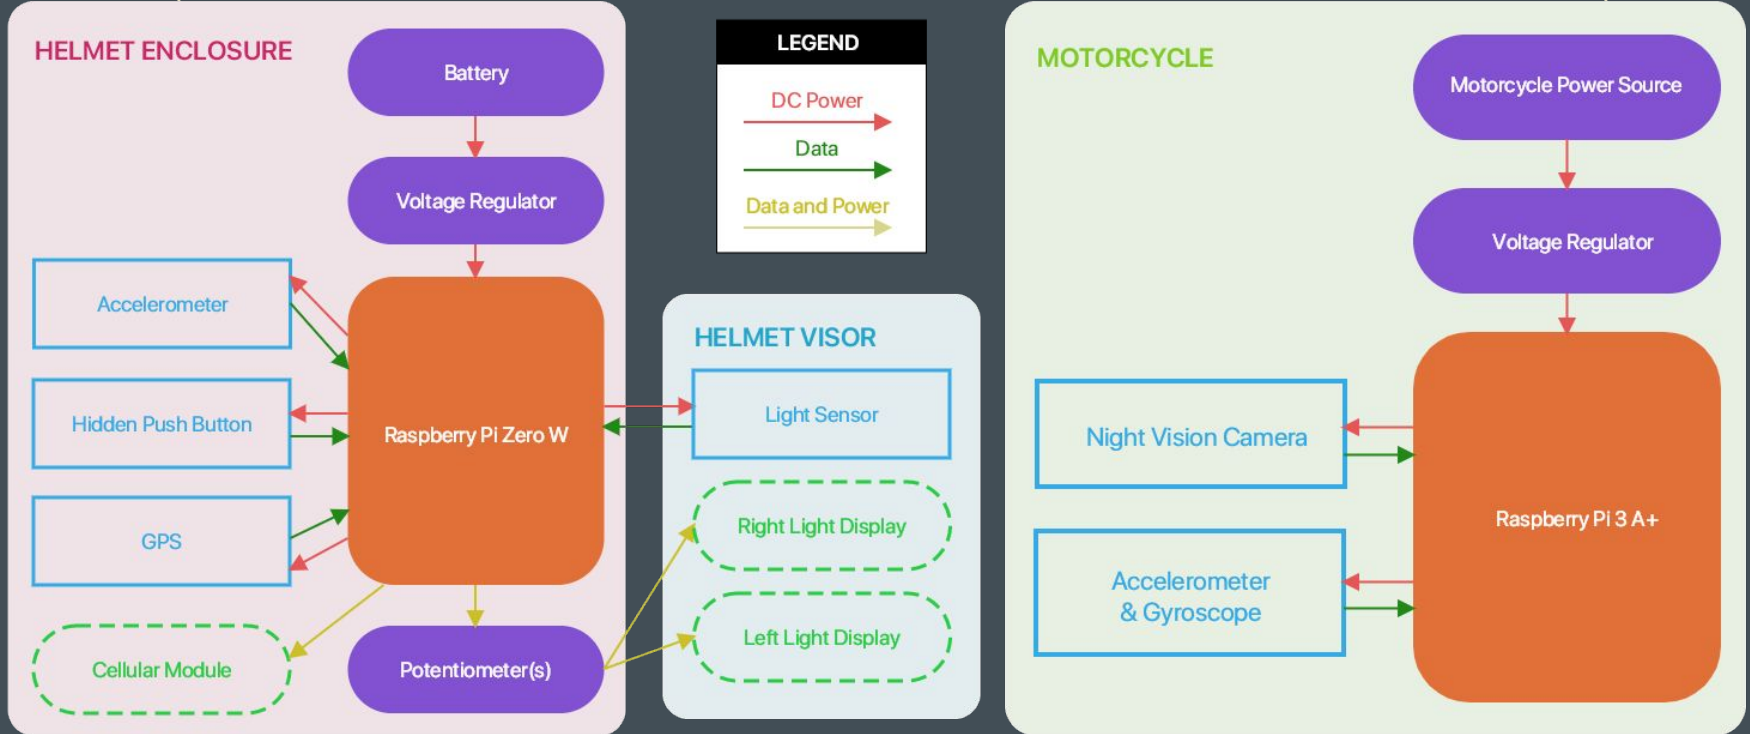 HELMET ENCLOSURE
Battery
Voltage Regulator
Accelerometer
Hidden Push Button
Raspberry Pi Zero W
GPS
Cellular Module
Potentiometer(s)
LEGEND
DC Power
Data
Data and Power
HELMET VISOR
Light Sensor
Right Light Display
Left Light Display
MOTORCYCLE
Motorcycle Power Source
Voltage Regulator
Night Vision Camera
Raspberry Pi 3 A+
Accelerometer
& Gyroscope